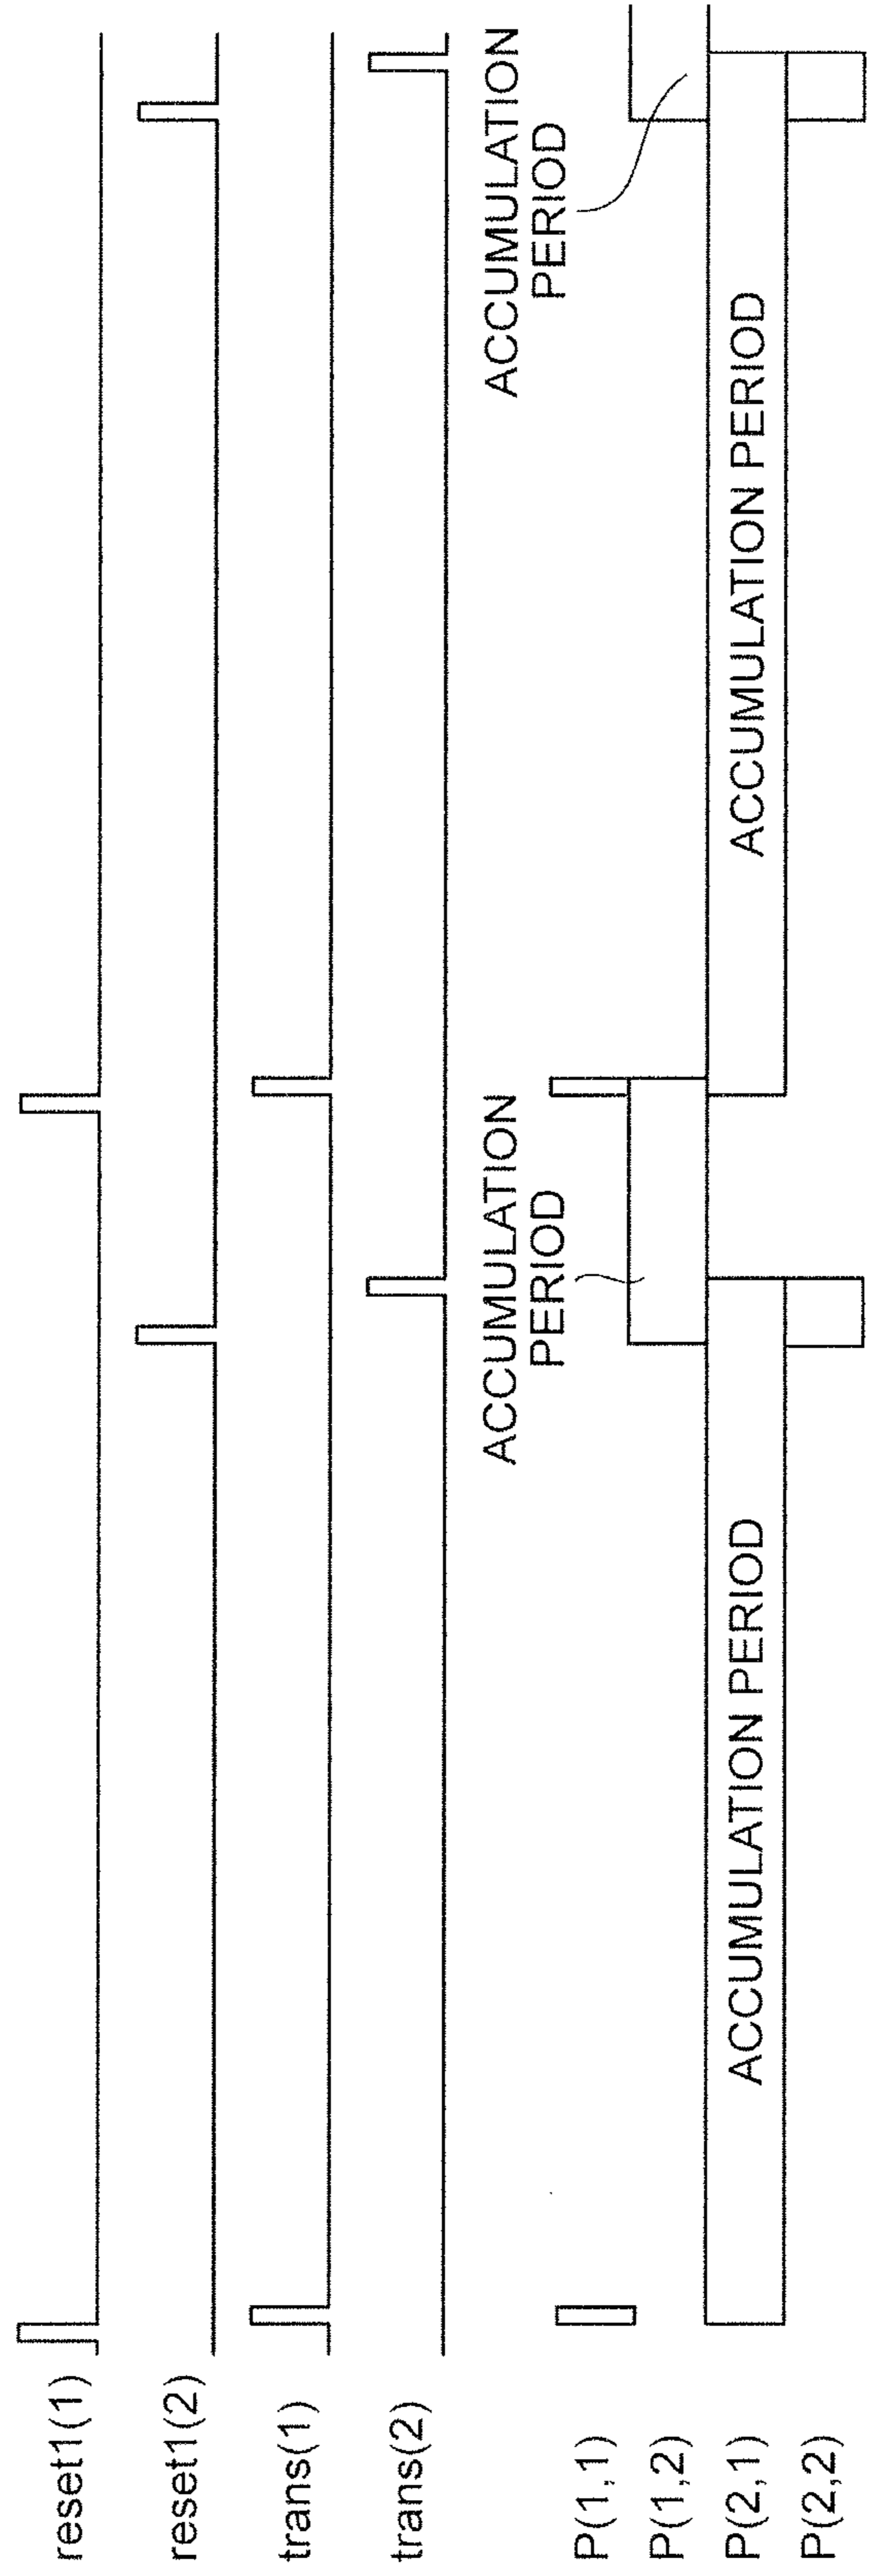 reset1(1)
reset1(2)
trans(1)
trans(2)
ACCUMULATION
PERIOD
ACCUMULATION
PERIOD
P(1,1)
P(1,2)
P(2,1)
ACCUMULATION PERIOD
ACCUMULATION PERIOD
P(2,2)